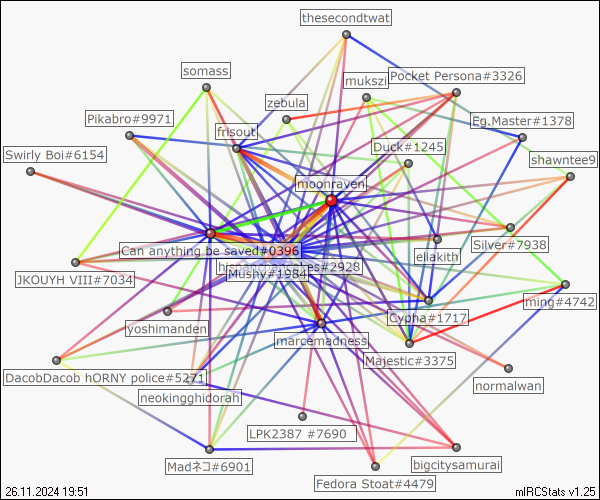 thesecondtwat
somass
mukszi
Pocket Persona#3326
zebula
Pikabro#9971
frisout
Eg.Master#1378
Duck#1245
Swirly Boi#6154
shawntee9
moonraven
Can anything be saved#0396
Silver#7938
eliakith
#2928
Mushy#1984
JKOUYH VIII#7034
ming#4742
Cypha#1717
yoshimanden
marcemadness
Majestic#3375
DacobDacob hORNY police#5271
normalwan
neokingghidorah
LPK2387 #7690
Madネコ#6901
bigcitysamurai
Fedora Stoat#4479
26.11.2024 19:51
mIRCStats v1.25